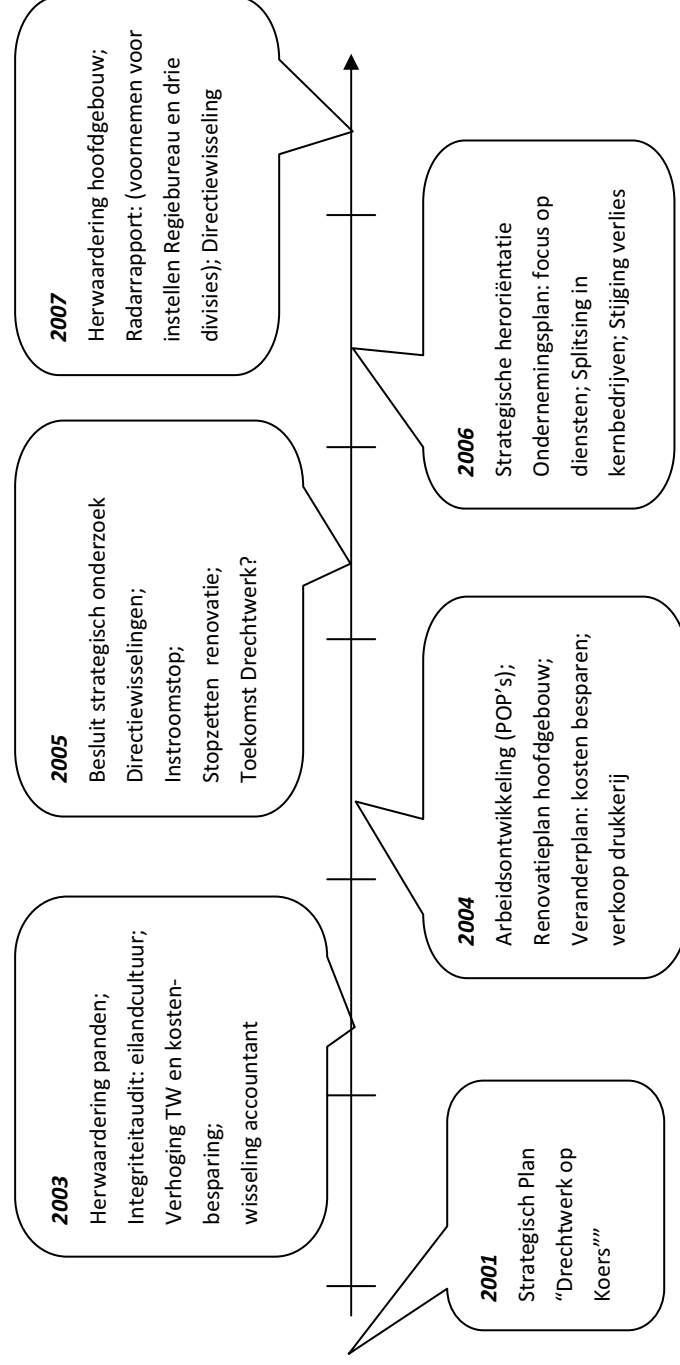 2001
Strategisch Plan
“Drechtwerk op
Koers””
2003
Herwaardering panden;
Integriteitaudit: eilandcultuur;
Verhoging TW en kosten-
besparing;
wisseling accountant
2004
Arbeidsontwikkeling (POP’s);
Renovatieplan hoofdgebouw;
Veranderplan: kosten besparen;
verkoop drukkerij
2005
Besluit strategisch onderzoek
Directiewisselingen;
Instroomstop;
Stopzetten renovatie;
Toekomst Drechtwerk?
2006
Strategische heroriëntatie
Ondernemingsplan: focus op
diensten; Splitsing in
kernbedrijven; Stijging verlies
2007
Herwaardering hoofdgebouw;
Radarrapport: (voornemen voor
instellen Regiebureau en drie
divisies); Directiewisseling